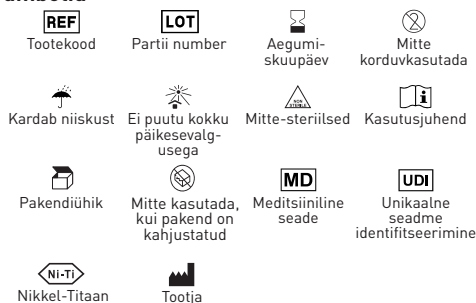 REF
LOT
Tootekood
Partii number
Aegumi-
skuupäev
Mitte
korduvkasutada
NON
STERILE
Kardab niiskust
Ei puutu kokku
päikesevalg-
usega
Mitte-steriilsed
Kasutusjuhend
MD
UDI
Pakendiühik
Mitte kasutada,
kui pakend on
kahjustatud
Meditsiiniline
seade
Unikaalne
seadme
identifitseerimine
Ni-Ti
Nikkel-Titaan
Tootja